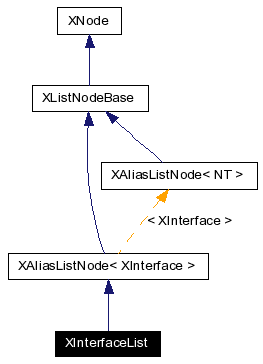 XNode
XListNodeBase
XAliasListNode< NT >
< XInterface >
XAliasListNode< XInterface >
XInterfaceList